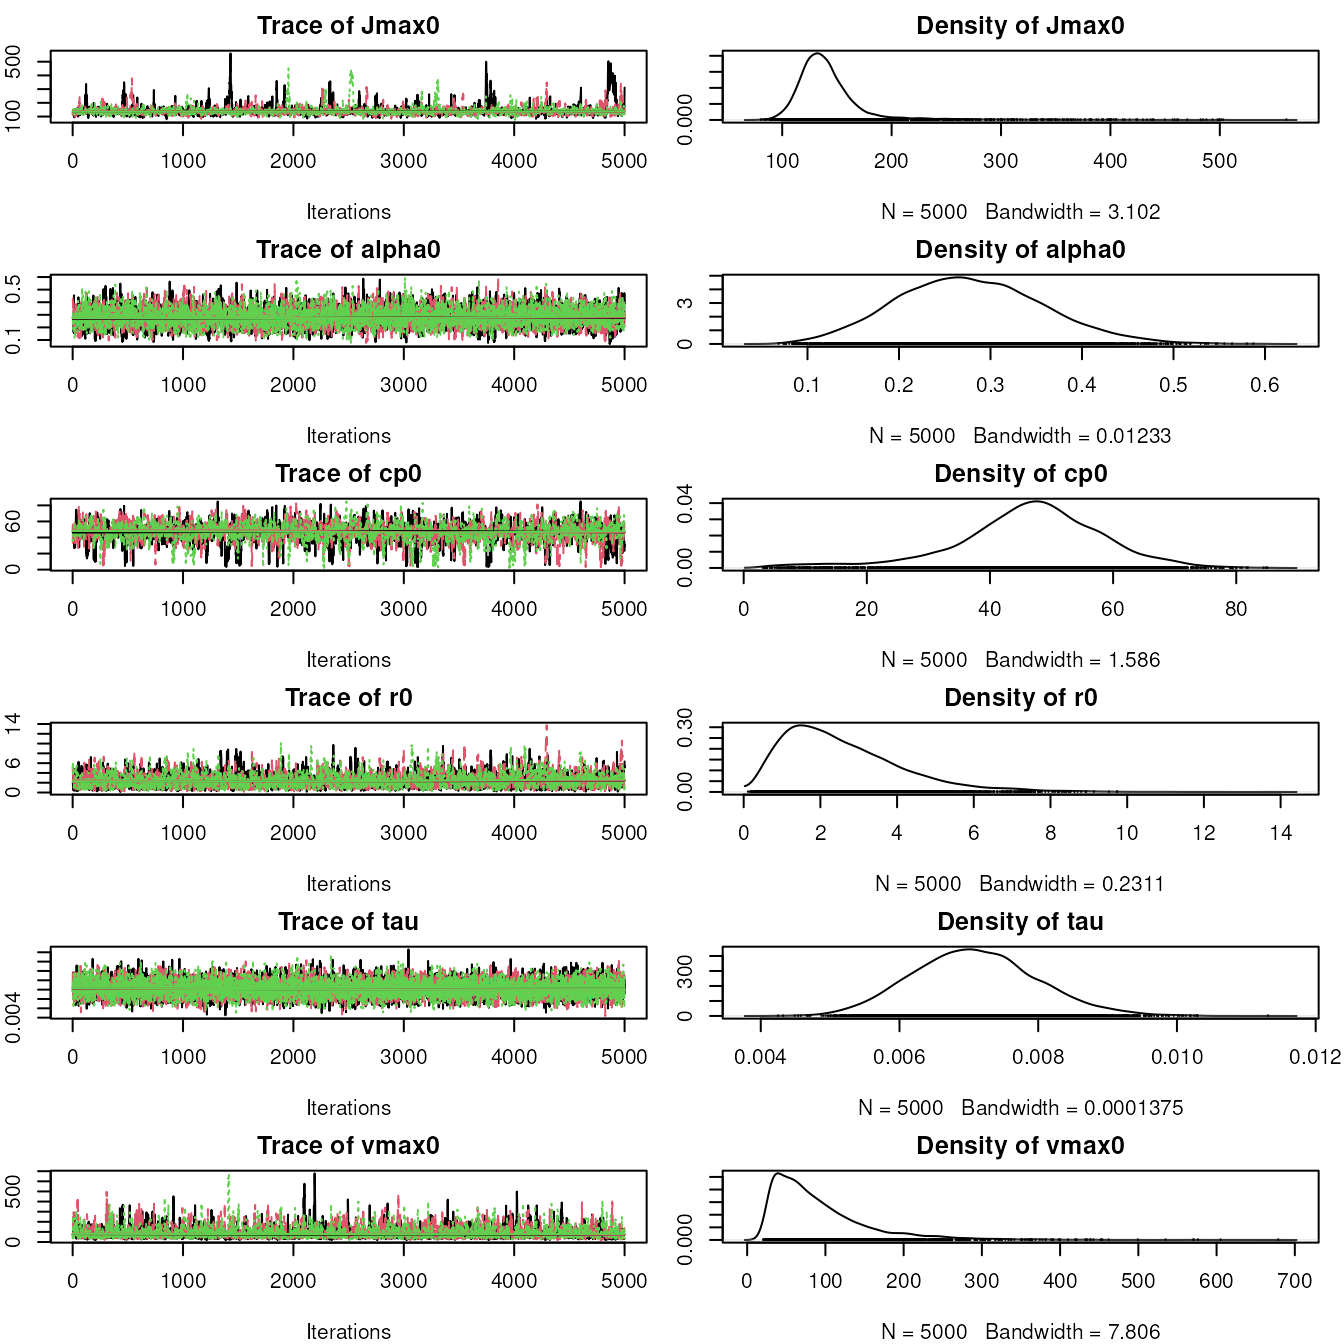 Trace of Jmax0
100 500
0 1000 2000 3000 4000 5000
Iterations
Density of Jmax0
0.000
100 200 300 400 500
N = 5000 Bandwidth = 3.102
Trace of alpha0
0.1 0.5
0 1000 2000 3000 4000 5000
Iterations
Density of alpha0
0 3
0.1 0.2 0.3 0.4 0.5 0.6
N = 5000 Bandwidth = 0.01233
Trace of cp0
0 60
0 1000 2000 3000 4000 5000
Iterations
Density of cp0
0.00 0.04
0 20 40 60 80
N = 5000 Bandwidth = 1.586
Trace of r0
0 6 14
0 1000 2000 3000 4000 5000
Iterations
Density of r0
0.00 0.30
0 2 4 6 8 10 12 14
N = 5000 Bandwidth = 0.2311
Trace of tau
0.004
0 1000 2000 3000 4000 5000
Iterations
Density of tau
0 300
0.004 0.006 0.008 0.010 0.012
N = 5000 Bandwidth = 0.0001375
Trace of vmax0
0 500
0 1000 2000 3000 4000 5000
Iterations
Density of vmax0
0.000
0 100 200 300 400 500 600 700
N = 5000 Bandwidth = 7.806